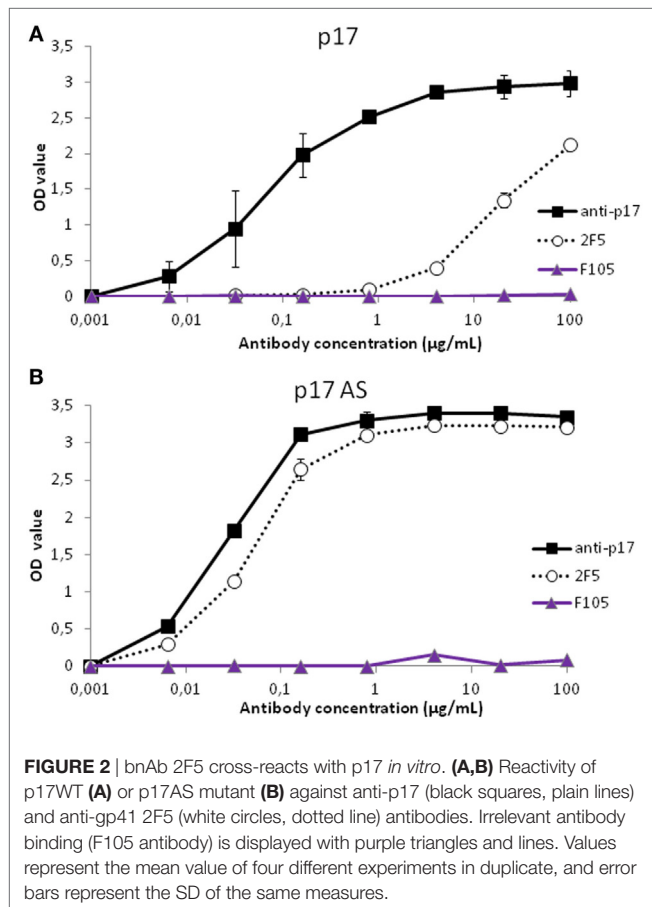 A
p17
3,5
3
2,5
2
1,5
1
0,5
0
OD value
0,001 0,01 0,1 1 10 100
Antibody concentration (µg/mL)
anti-p17
2F5
F105
B
p17 AS
3,5
3
2,5
2
1,5
1
0,5
0
OD value
0,001 0,01 0,1 1 10 100
Antibody concentration (µg/mL)
anti-p17
2F5
F105
FIGURE 2 | bnAb 2F5 cross-reacts with p17 in vitro. (A,B) Reactivity of
p17WT (A) or p17AS mutant (B) against anti-p17 (black squares, plain lines)
and anti-gp41 2F5 (white circles, dotted line) antibodies. Irrelevant antibody
binding (F105 antibody) is displayed with purple triangles and lines. Values
represent the mean value of four different experiments in duplicate, and error
bars represent the SD of the same measures.